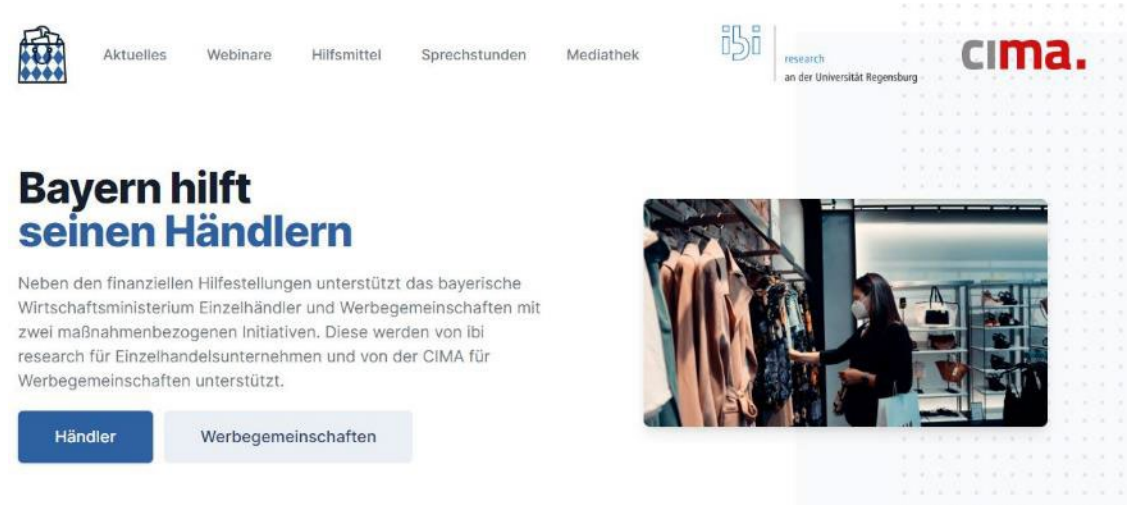 Aktuelles Webinare Hilfsmittel Sprechstunden Mediathek
ibi research
an der Universität Regensburg
cima.
Bayern hilft
seinen Händlern
Neben den finanziellen Hilfestellungen unterstützt das bayerische
Wirtschaftsministerium Einzelhändler und Werbegemeinschaften mit
zwei maßnahmenbezogenen Initiativen. Diese werden von ibi
research für Einzelhandelsunternehmen und von der CIMA für
Werbegemeinschaften unterstützt.
Händler Werbegemeinschaften